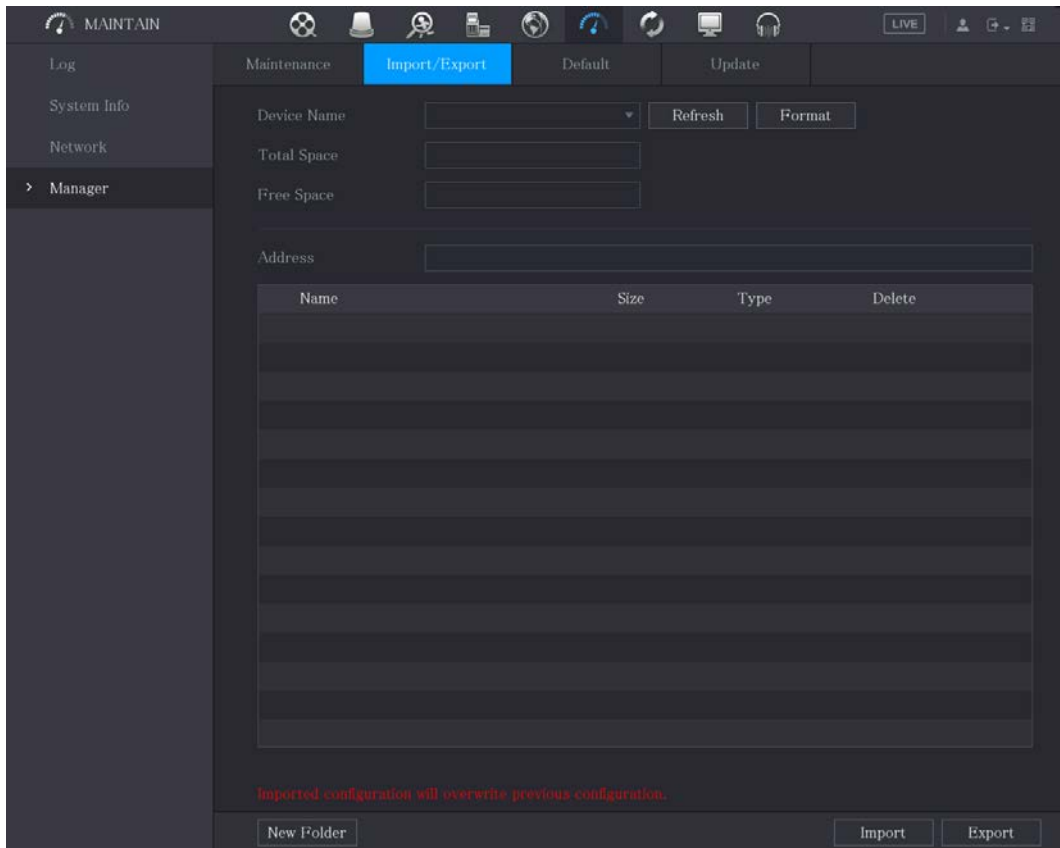 MAINTAIN
LIVE
Log
Maintenance Import/Export Default Update
System Info
Network
Manager
Device Name Refresh Format
Total Space
Free Space
Address
Name Size Type Delete
Imported configuration will overwrite previous configuration.
New Folder Import Export